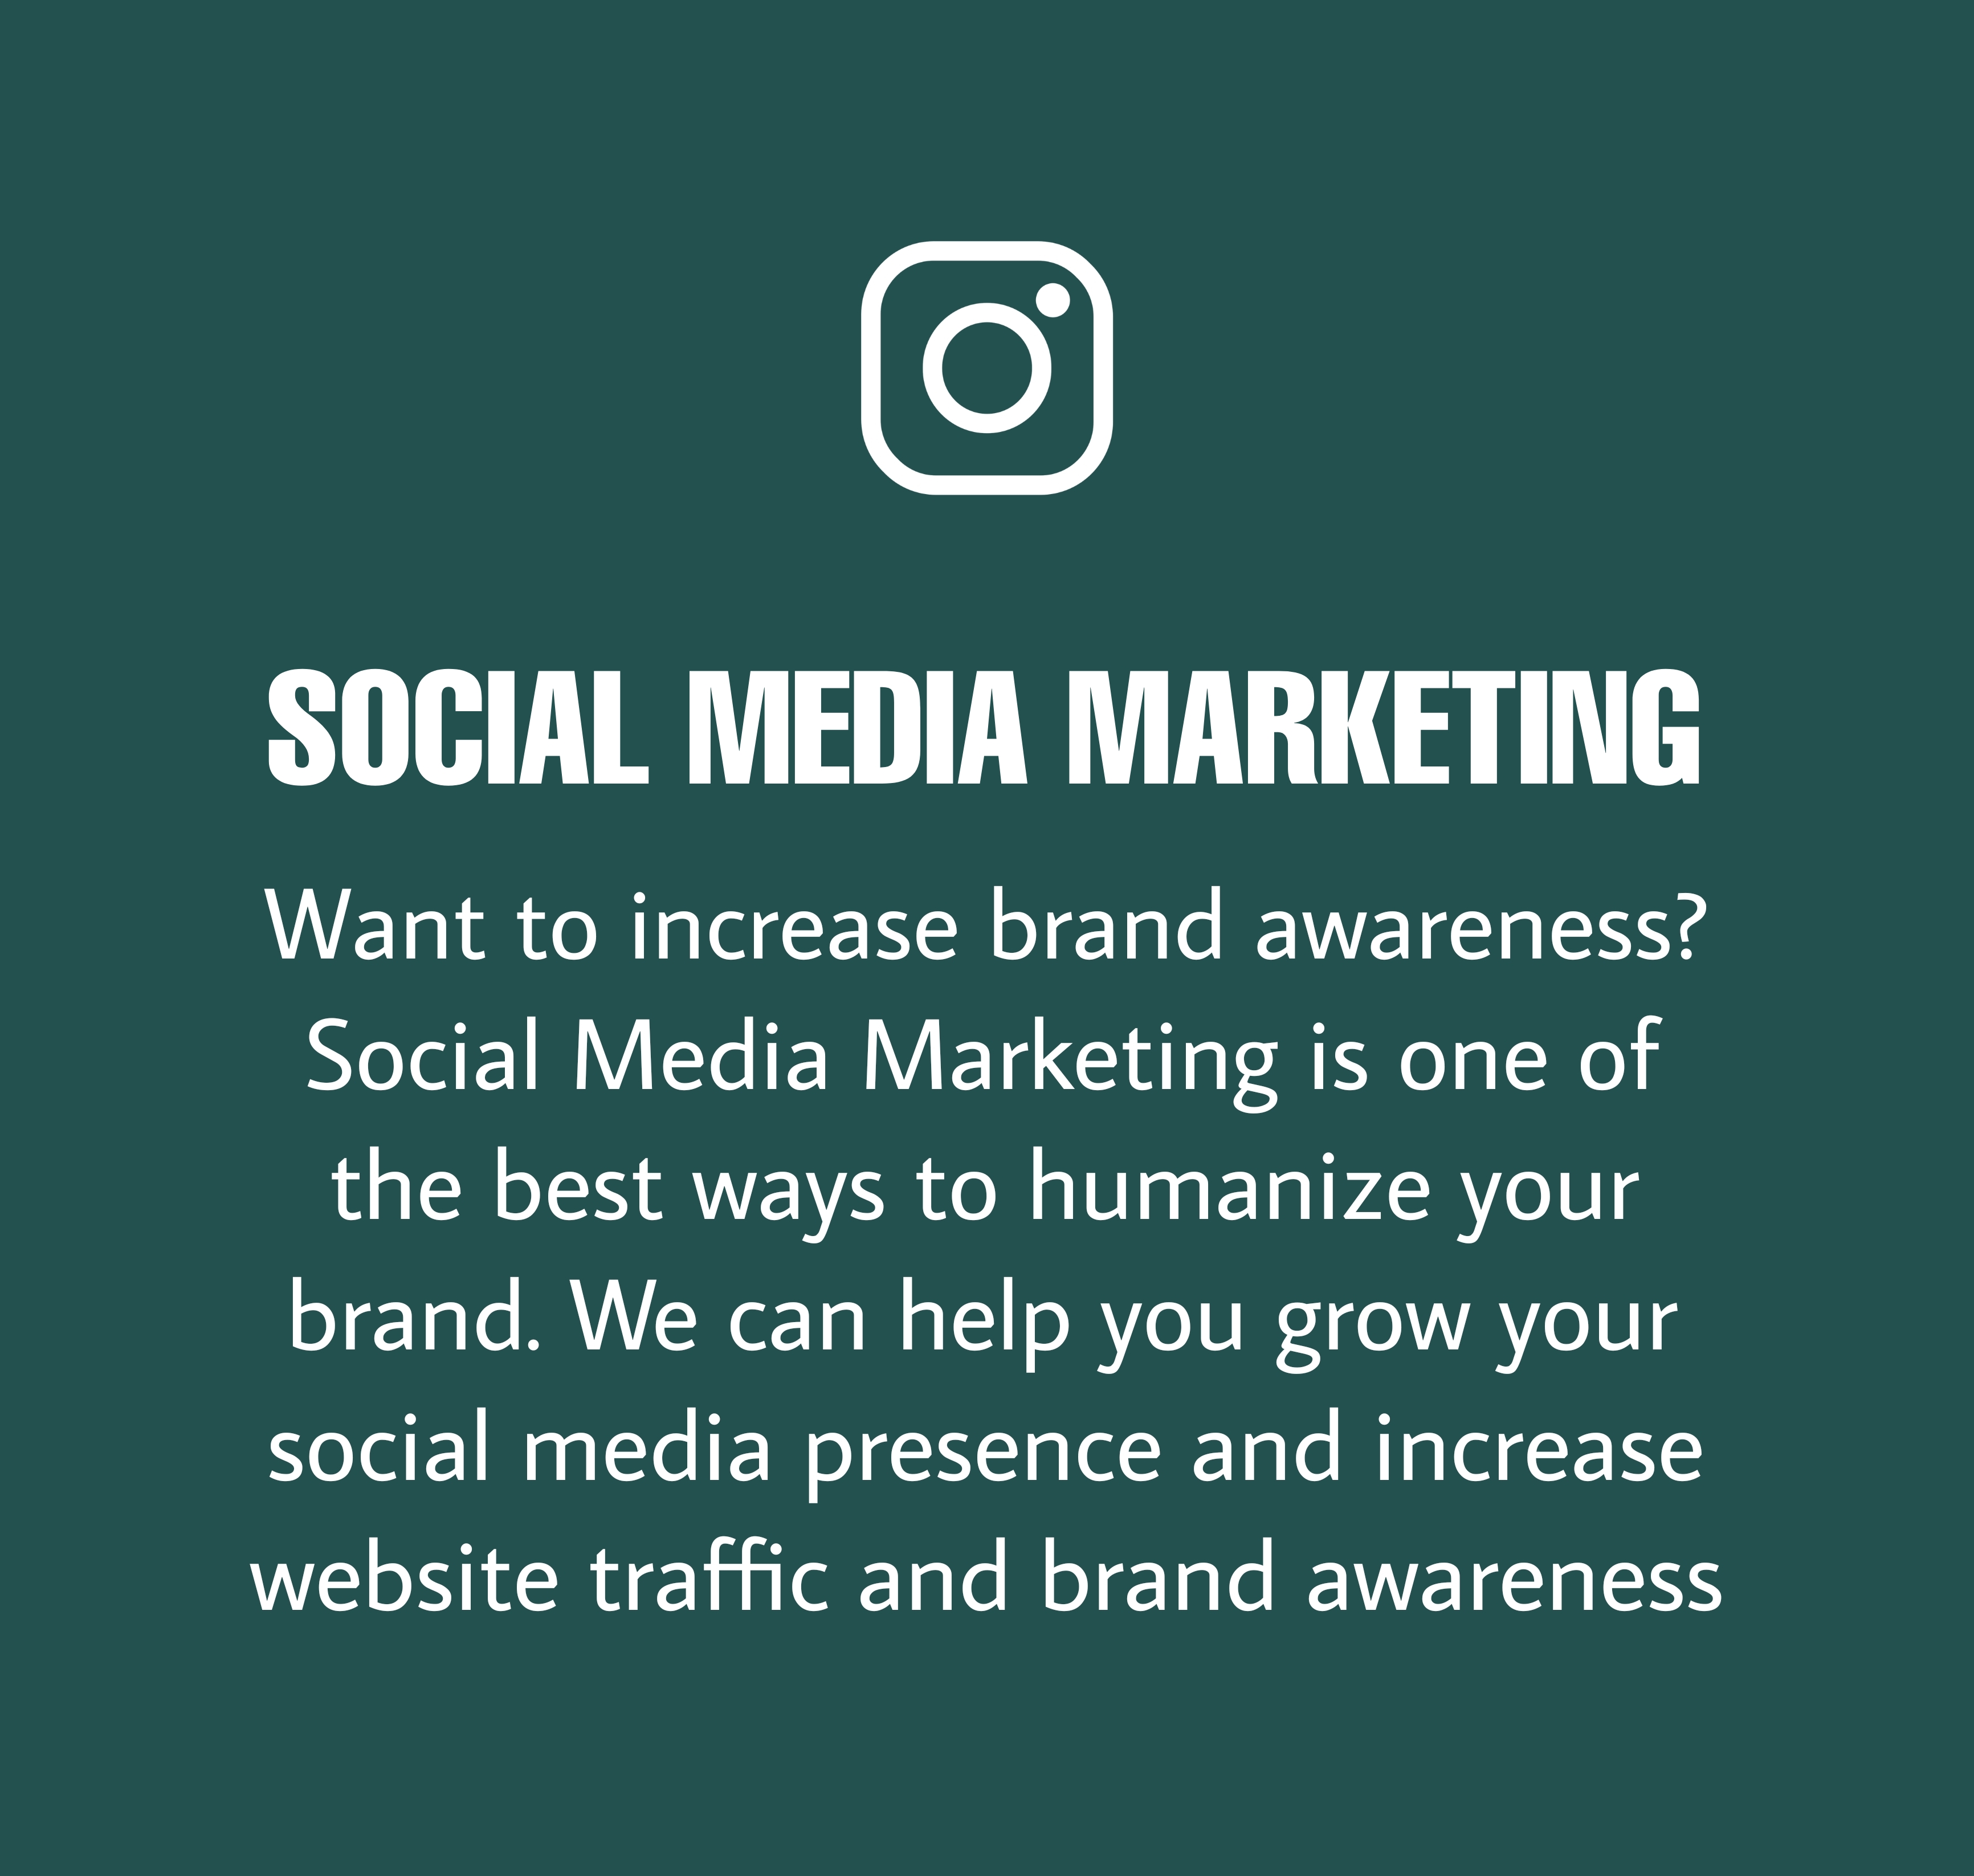 SOCIAL MEDIA MARKETING
Want to increase brand awareness?
Social Media Marketing is one of
the best ways to humanize your
brand. We can help you grow your
social media presence and increase
website traffic and brand awareness